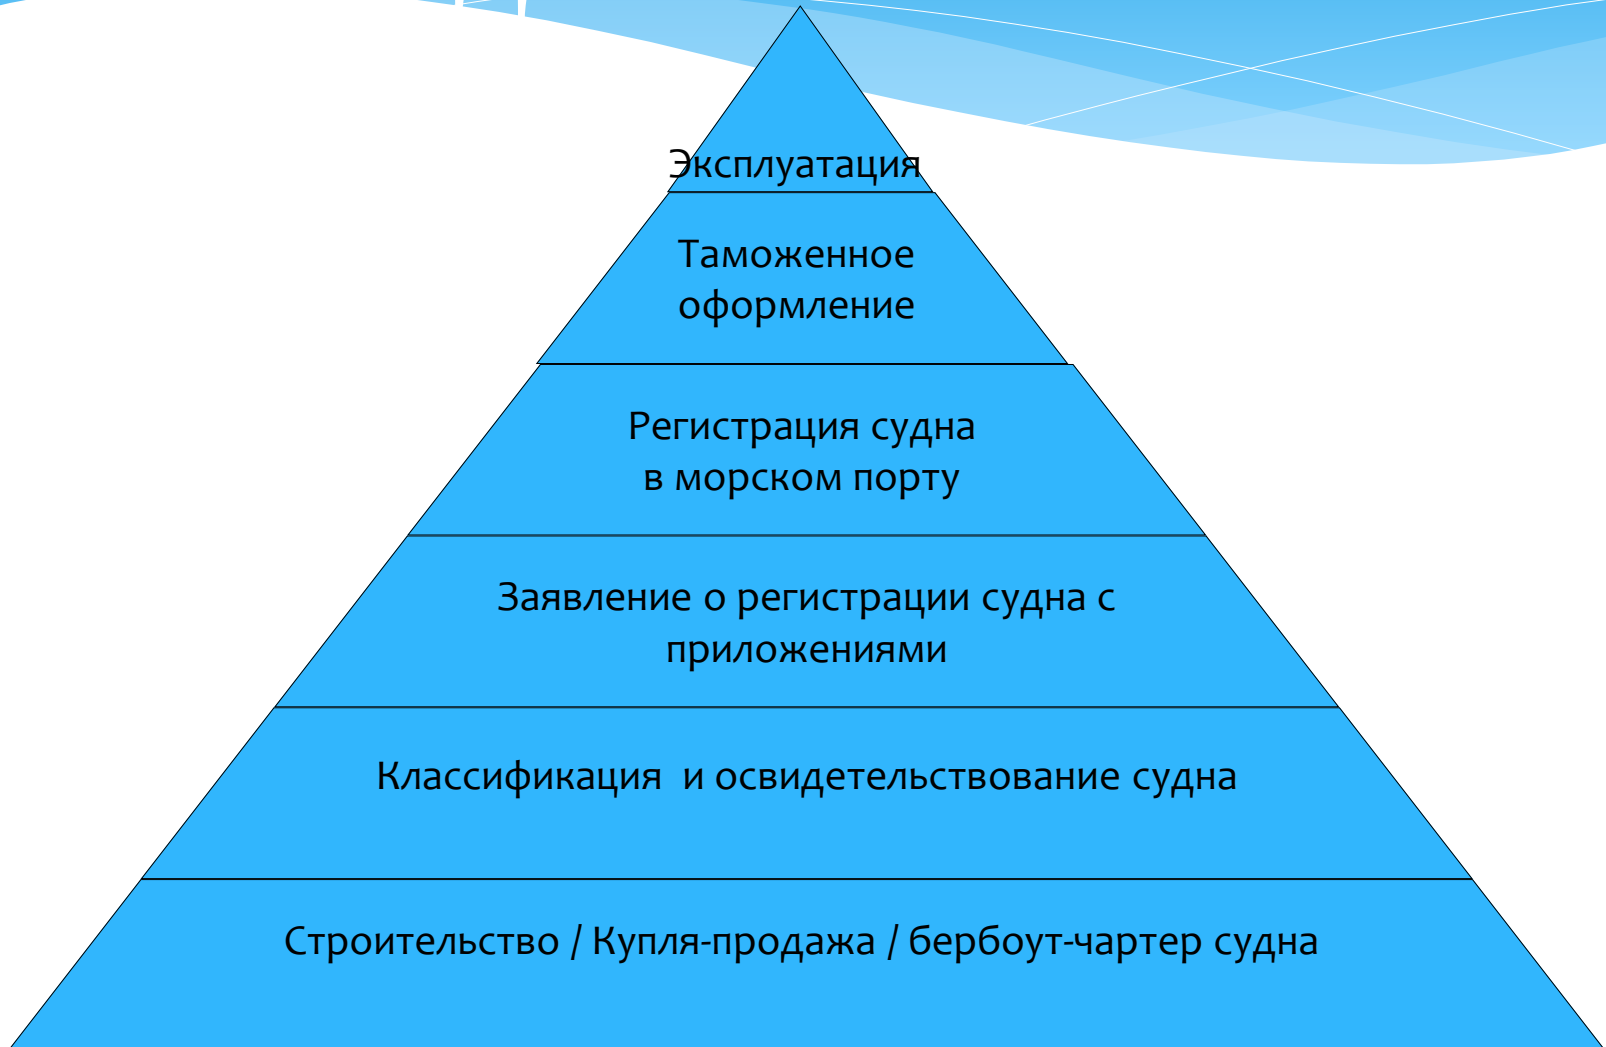 Эксплуатация
Таможенное
оформление
Регистрация судна
в морском порту
Заявление о регистрации судна с
приложениями
Классификация  и освидетельствование судна
Строительство / Купля-продажа / бербоут-чартер судна